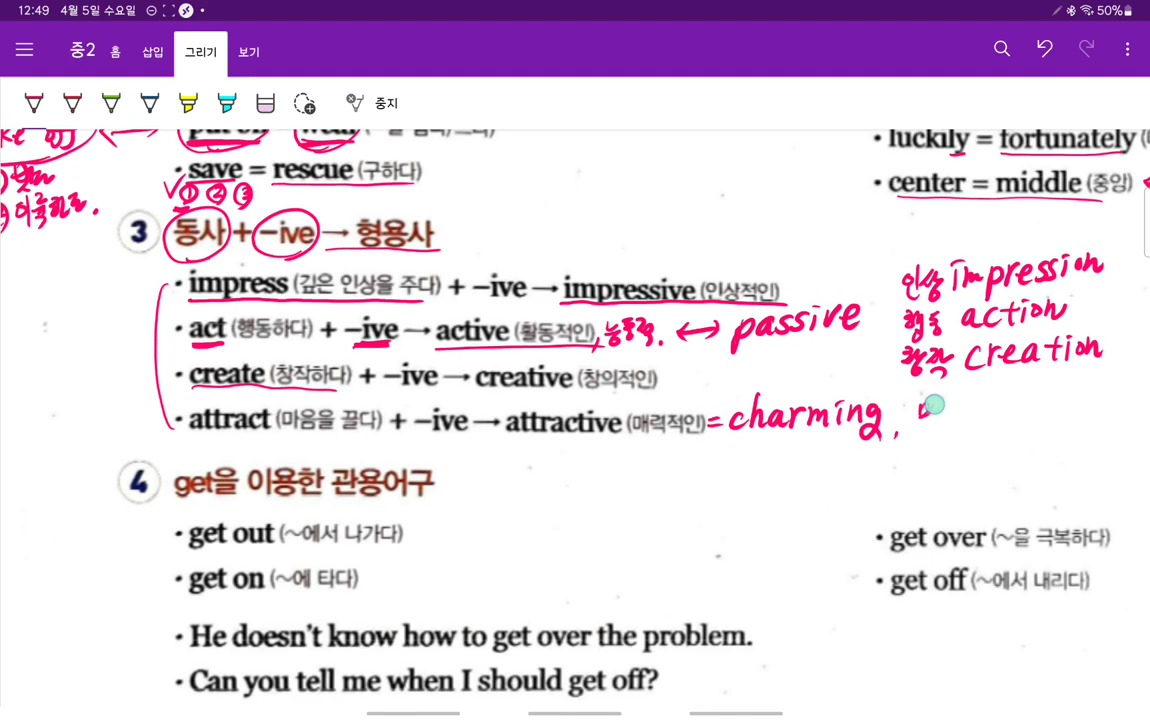 12:49 4월 5일 수요일 50%
중2 홈 삽입 그리기 보기
중지
put on wear
• luckily = fortunately
• save = rescue (구하다)
• center = middle (중앙)
① ② ③
3 동사 + -ive → 형용사
• impress (깊은 인상을 주다) + -ive → impressive (인상적인)
인상 impression
• act (행동하다) + -ive → active (활동적인), 능동적. ↔ passive
행동 action
창작 creation
• create (창작하다) + -ive → creative (창의적인)
• attract (마음을 끌다) + -ive → attractive (매력적인) = charming,
4 get을 이용한 관용어구
• get out (~에서 나가다)
• get over (~을 극복하다)
• get on (~에 타다)
• get off (~에서 내리다)
• He doesn't know how to get over the problem.
• Can you tell me when I should get off?